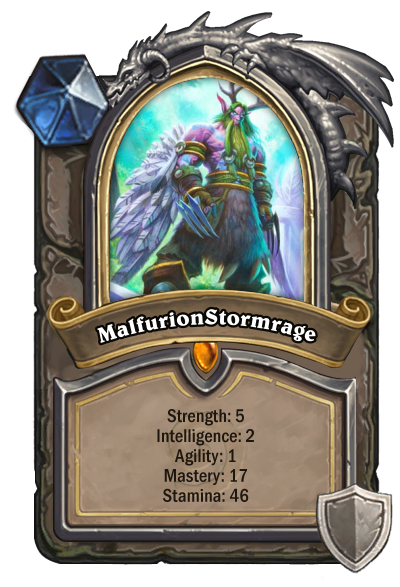 MalfurionStormrage
Strength: 5
Intelligence: 2
Agility: 1
Mastery: 17
Stamina: 46